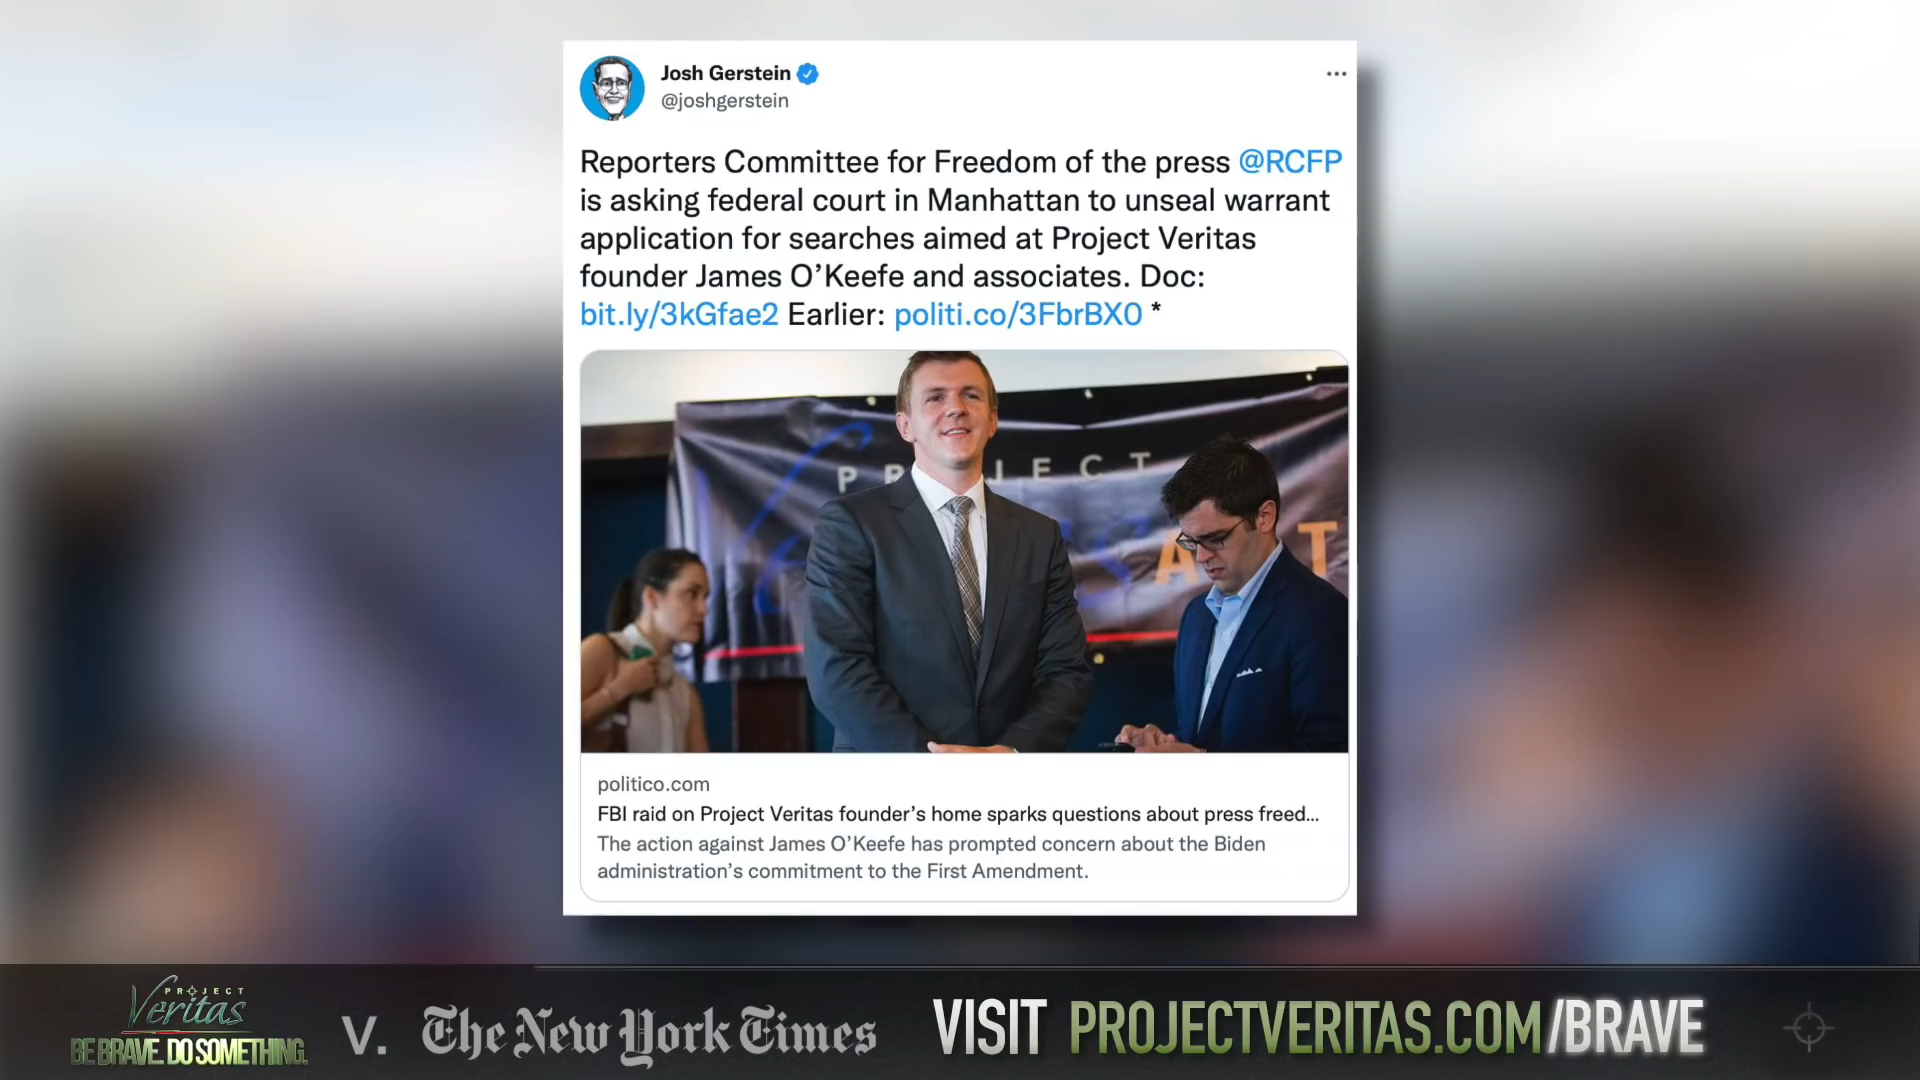 Josh Gerstein
@joshgerstein
Reporters Committee for Freedom of the press @RCFP
is asking federal court in Manhattan to unseal warrant
application for searches aimed at Project Veritas
founder James O’Keefe and associates. Doc:
bit.ly/3kGfae2 Earlier: politi.co/3FbrBX0 *
politico.com
FBI raid on Project Veritas founder’s home sparks questions about press freed...
The action against James O’Keefe has prompted concern about the Biden
administration’s commitment to the First Amendment.
PROJECT
Veritas
BE BRAVE. DO SOMETHING.
V. The New York Times
VISIT PROJECTVERITAS.COM/BRAVE